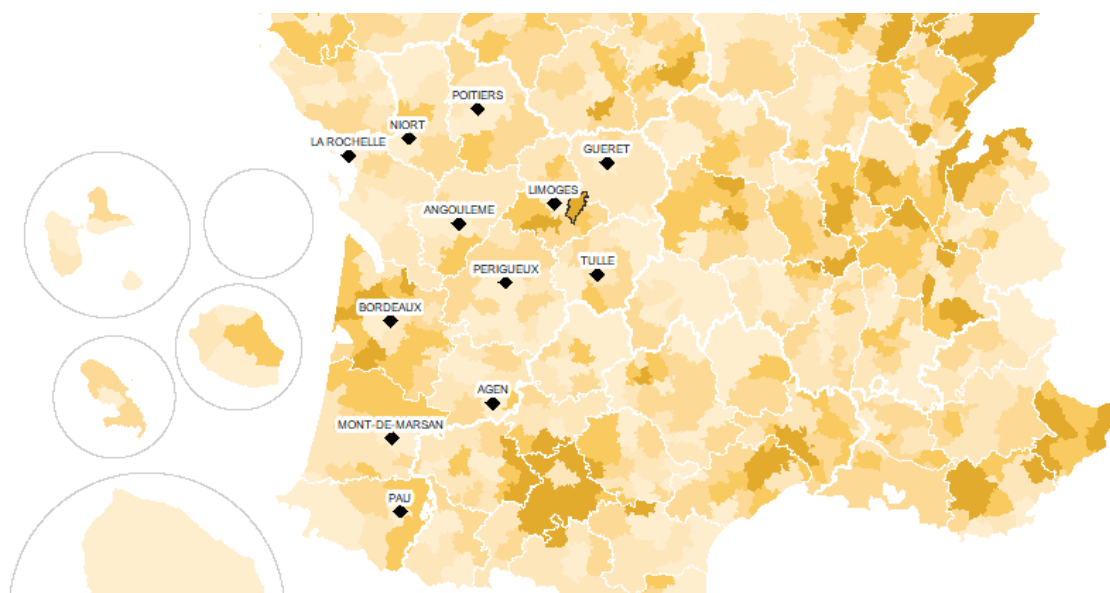 POITIERS
NIORT
LA ROCHELLE
GUERET
LIMOGES
ANGOULEME
PERIGUEUX
TULLE
BORDEAUX
AGEN
MONT-DE-MARSAN
PAU